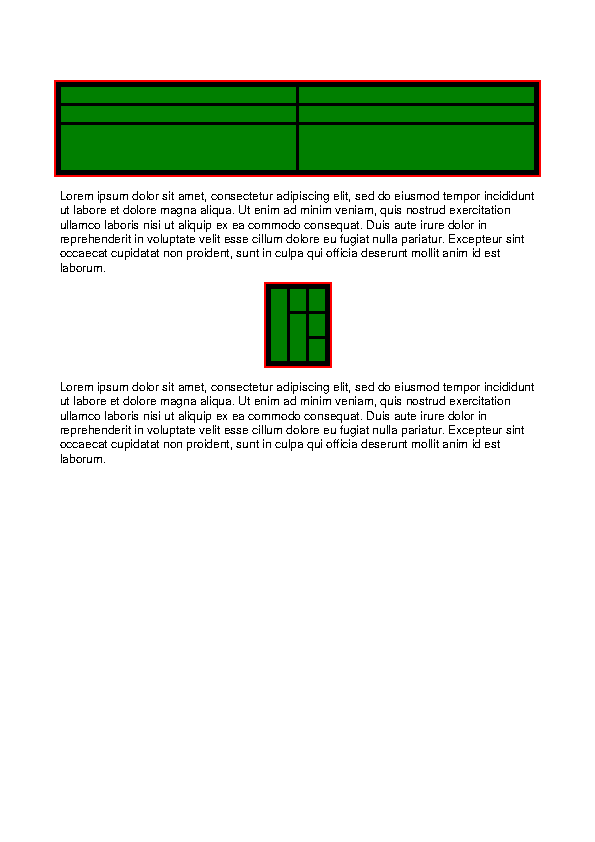 Lorem ipsum dolor sit amet, consectetur adipiscing elit, sed do eiusmod tempor incididunt
ut labore et dolore magna aliqua. Ut enim ad minim veniam, quis nostrud exercitation
ullamco laboris nisi ut aliquip ex ea commodo consequat. Duis aute irure dolor in
reprehenderit in voluptate velit esse cillum dolore eu fugiat nulla pariatur. Excepteur sint
occaecat cupidatat non proident, sunt in culpa qui officia deserunt mollit anim id est
laborum.
Lorem ipsum dolor sit amet, consectetur adipiscing elit, sed do eiusmod tempor incididunt
ut labore et dolore magna aliqua. Ut enim ad minim veniam, quis nostrud exercitation
ullamco laboris nisi ut aliquip ex ea commodo consequat. Duis aute irure dolor in
reprehenderit in voluptate velit esse cillum dolore eu fugiat nulla pariatur. Excepteur sint
occaecat cupidatat non proident, sunt in culpa qui officia deserunt mollit anim id est
laborum.